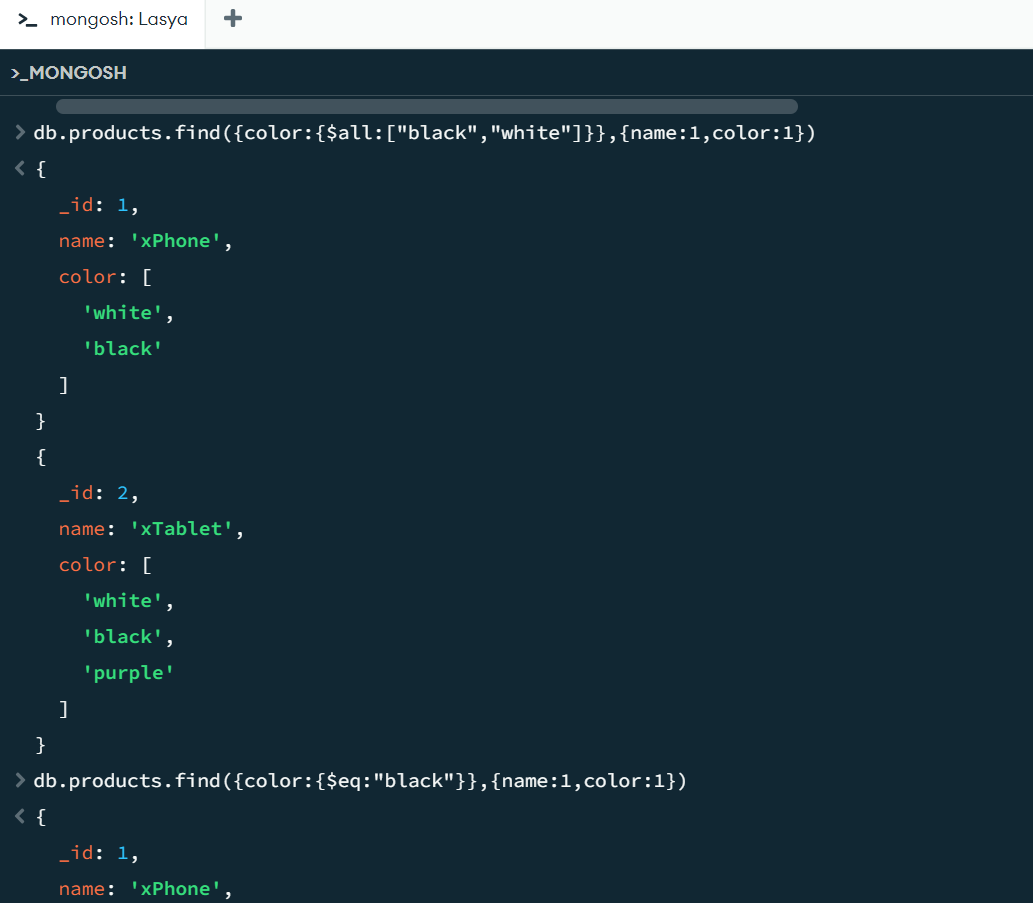 >_ mongosh: Lasya +
>_MONGOSH
> db.products.find({color:{$all:["black","white"]}},{name:1,color:1})
< {
_id: 1,
name: 'xPhone',
color: [
'white',
'black'
]
}
{
_id: 2,
name: 'xTablet',
color: [
'white',
'black',
'purple'
]
}
> db.products.find({color:{$eq:"black"}},{name:1,color:1})
< {
_id: 1,
name: 'xPhone',